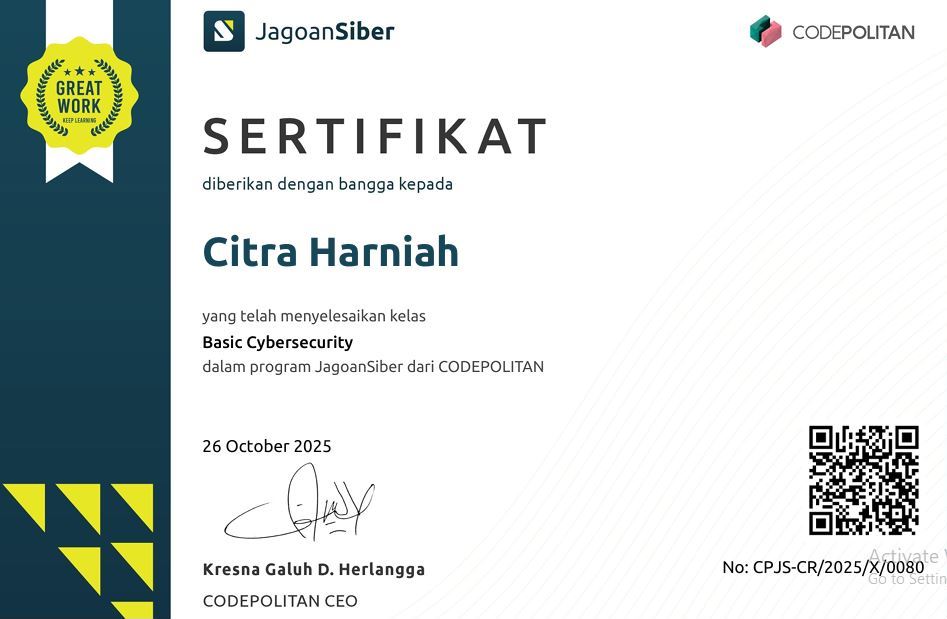 GREAT
WORK
KEEP LEARNING
JagoanSiber
CODEPOLITAN
SERTIFIKAT
diberikan dengan bangga kepada
Citra Harniah
yang telah menyelesaikan kelas
Basic Cybersecurity
dalam program JagoanSiber dari CODEPOLITAN
26 October 2025
Kresna Galuh D. Herlangga
CODEPOLITAN CEO
Activate
No: CPJS-CR/2025/X/0080
Go to Settin